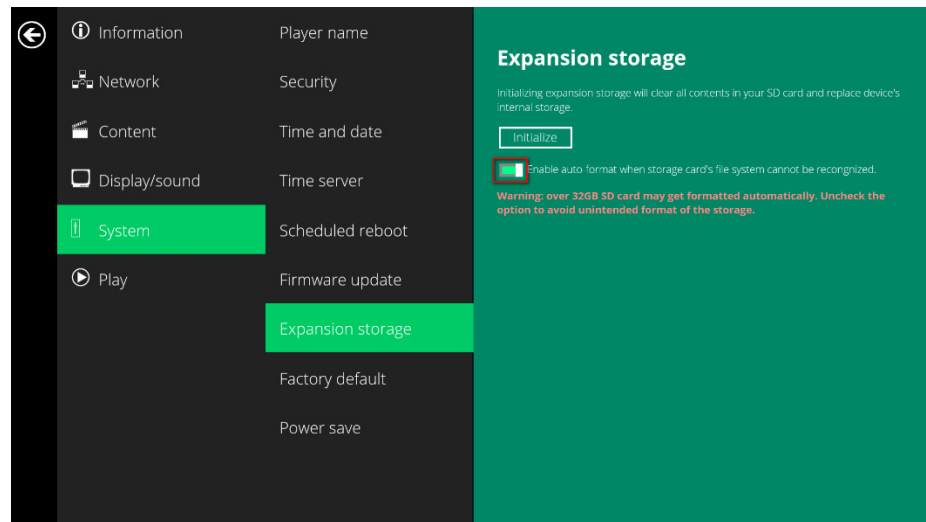 Information
Network
Content
Display/sound
System
Play
Player name
Security
Time and date
Time server
Scheduled reboot
Firmware update
Expansion storage
Factory default
Power save
Expansion storage
Initializing expansion storage will clear all contents in your SD card and replace device's
internal storage.
Initialize
Enable auto format when storage card's file system cannot be recongnized.
Warning: over 32GB SD card may get formatted automatically. Uncheck the
option to avoid unintended format of the storage.